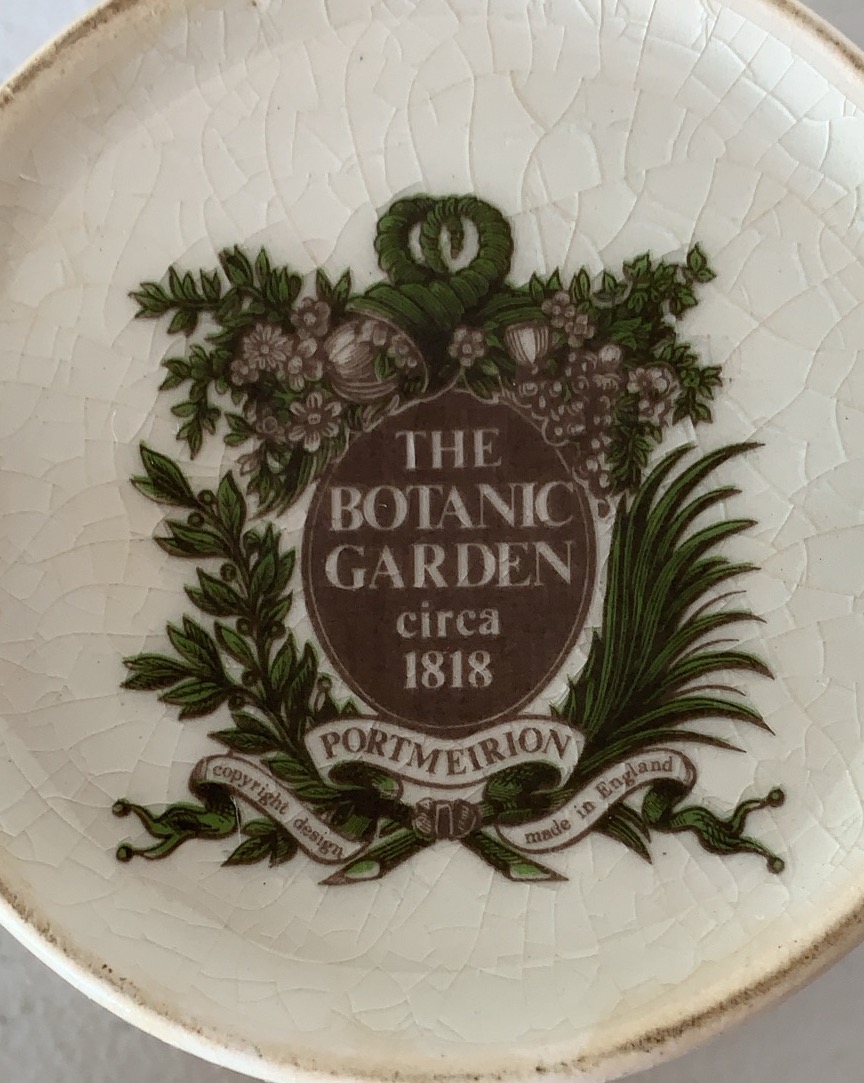 THE
BOTANIC
GARDEN
circa
1818
PORTMEIRION
copyright design
made in England